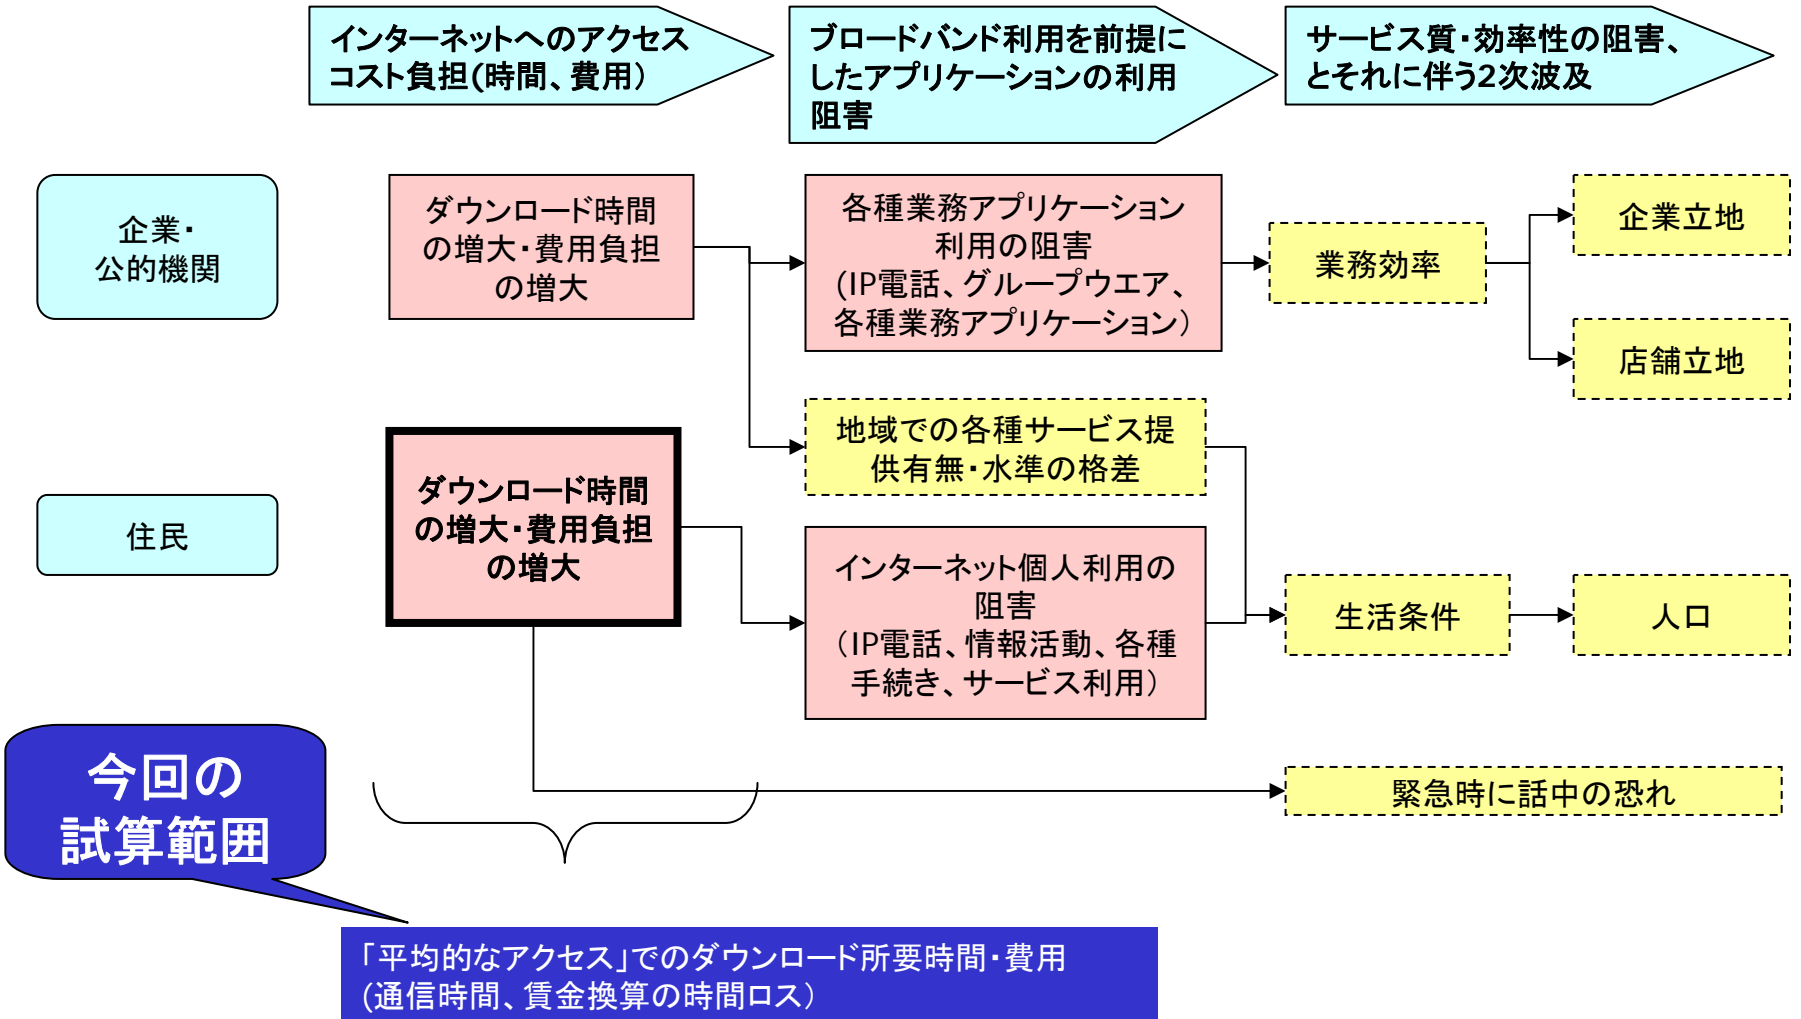 インターネットへのアクセス
コスト負担(時間、費用)
ブロードバンド利用を前提に
したアプリケーションの利用
阻害
サービス質・効率性の阻害、
とそれに伴う2次波及
企業・
公的機関
ダウンロード時間
の増大・費用負担
の増大
各種業務アプリケーション
利用の阻害
(IP電話、グループウエア、
各種業務アプリケーション)
業務効率
企業立地
店舗立地
地域での各種サービス提
供有無・水準の格差
住民
ダウンロード時間
の増大・費用負担
の増大
インターネット個人利用の
阻害
(IP電話、情報活動、各種
手続き、サービス利用)
生活条件
人口
緊急時に話中の恐れ
今回の
試算範囲
「平均的なアクセス」でのダウンロード所要時間・費用
(通信時間、賃金換算の時間ロス)